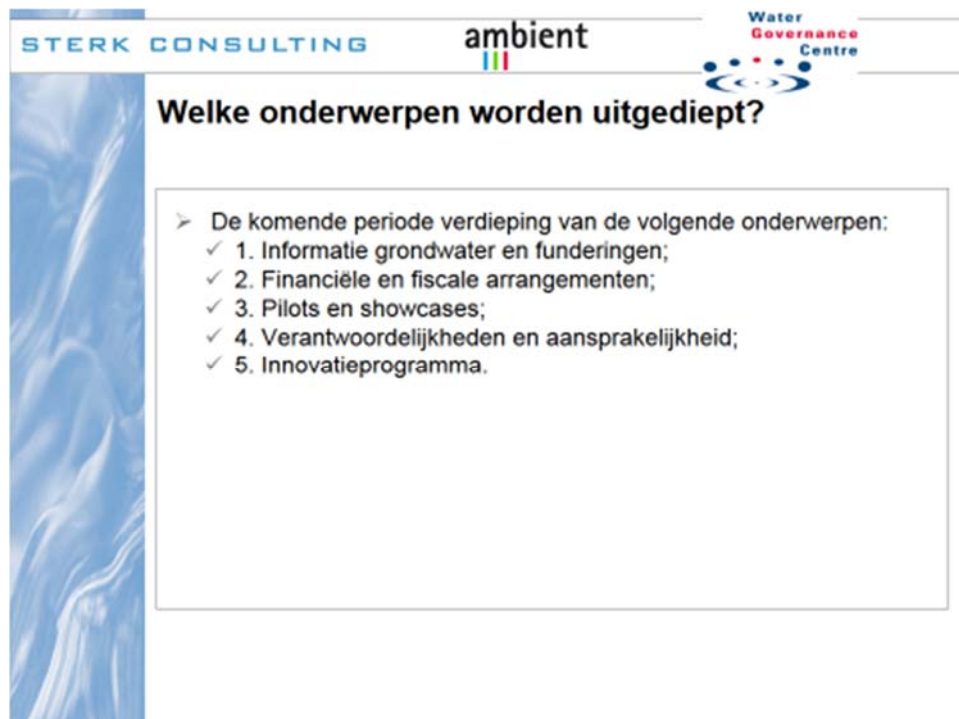 STERK CONSULTING
ambient
Water
Governance
Centre
Welke onderwerpen worden uitgediept?
➢ De komende periode verdieping van de volgende onderwerpen:
✓ 1. Informatie grondwater en funderingen;
✓ 2. Financiële en fiscale arrangementen;
✓ 3. Pilots en showcases;
✓ 4. Verantwoordelijkheden en aansprakelijkheid;
✓ 5. Innovatieprogramma.